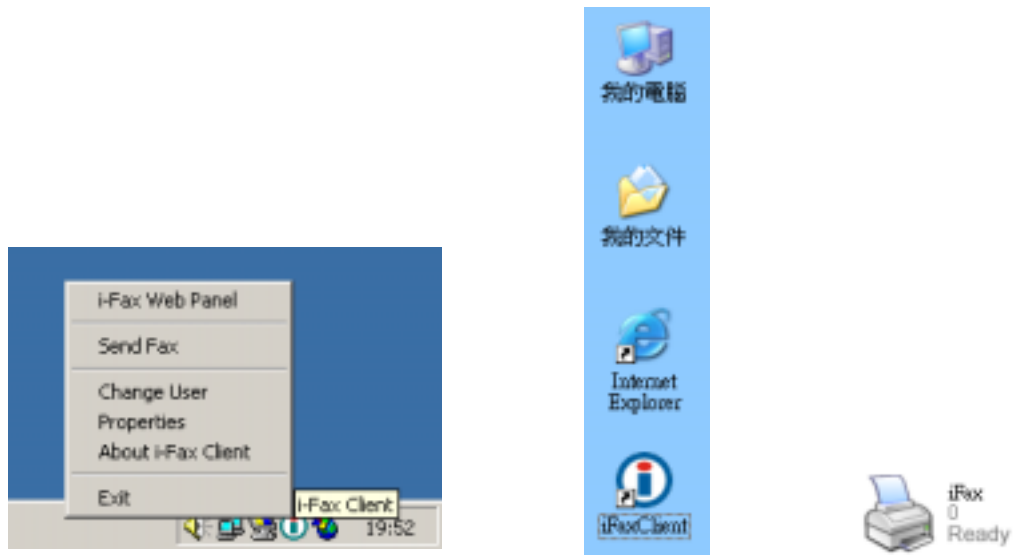 i-Fax Web Panel
Send Fax
Change User
Properties
About i-Fax Client
Exit
i-Fax Client
19:52
我的電腦
我的文件
Internet
Explorer
iFaxClient
iFax
0
Ready